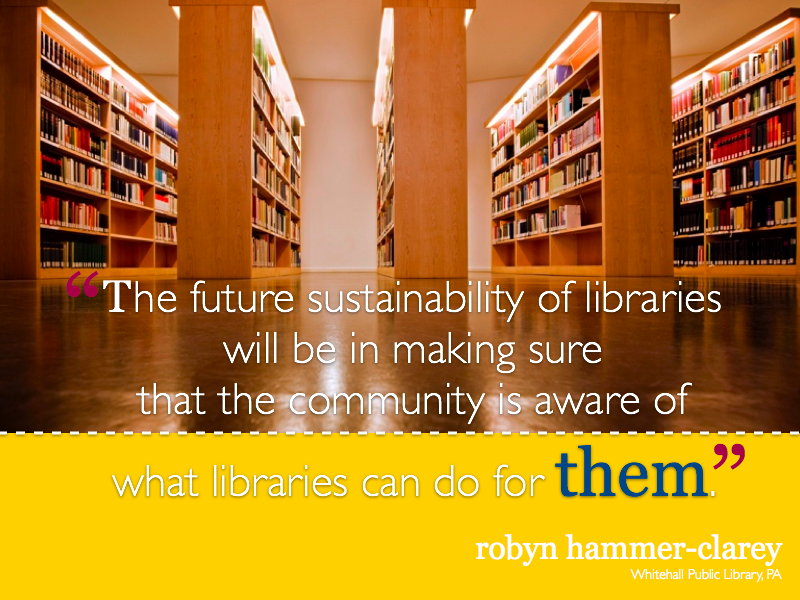 “The future sustainability of libraries
will be in making sure
that the community is aware of
what libraries can do for them.”
robyn hammer-clarey
Whitehall Public Library, PA